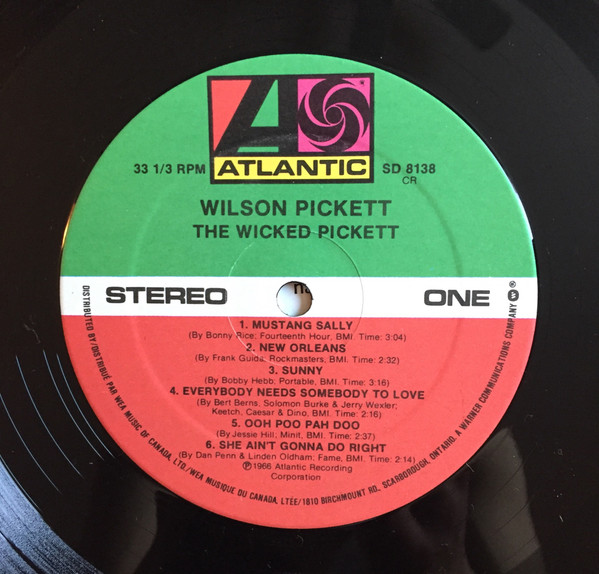 33 1/3 RPM
ATLANTIC
SD 8138
CR
WILSON PICKETT
THE WICKED PICKETT
STEREO
ONE
1. MUSTANG SALLY
(By Bonny Rice; Fourteenth Hour, BMI. Time: 3:04)
2. NEW ORLEANS
(By Frank Guida; Rockmasters, BMI. Time: 2:32)
3. SUNNY
(By Bobby Hebb; Portable, BMI. Time: 3:16)
4. EVERYBODY NEEDS SOMEBODY TO LOVE
(By Bert Berns, Solomon Burke & Jerry Wexler;
Keetch, Caesar & Dino, BMI. Time: 2:16)
5. OOH POO PAH DOO
(By Jessie Hill; Minit, BMI. Time: 2:37)
6. SHE AIN'T GONNA DO RIGHT
(By Dan Penn & Linden Oldham; Fame, BMI. Time: 2:14)
℗1966 Atlantic Recording
Corporation
DISTRIBUTED BY/DISTRIBUÉ PAR WEA MUSIC OF CANADA, LTD./WEA MUSIQUE DU CANADA, LTÉE/1810 BIRCHMOUNT RD., SCARBOROUGH, ONTARIO. A WARNER COMMUNICATIONS COMPANY ®